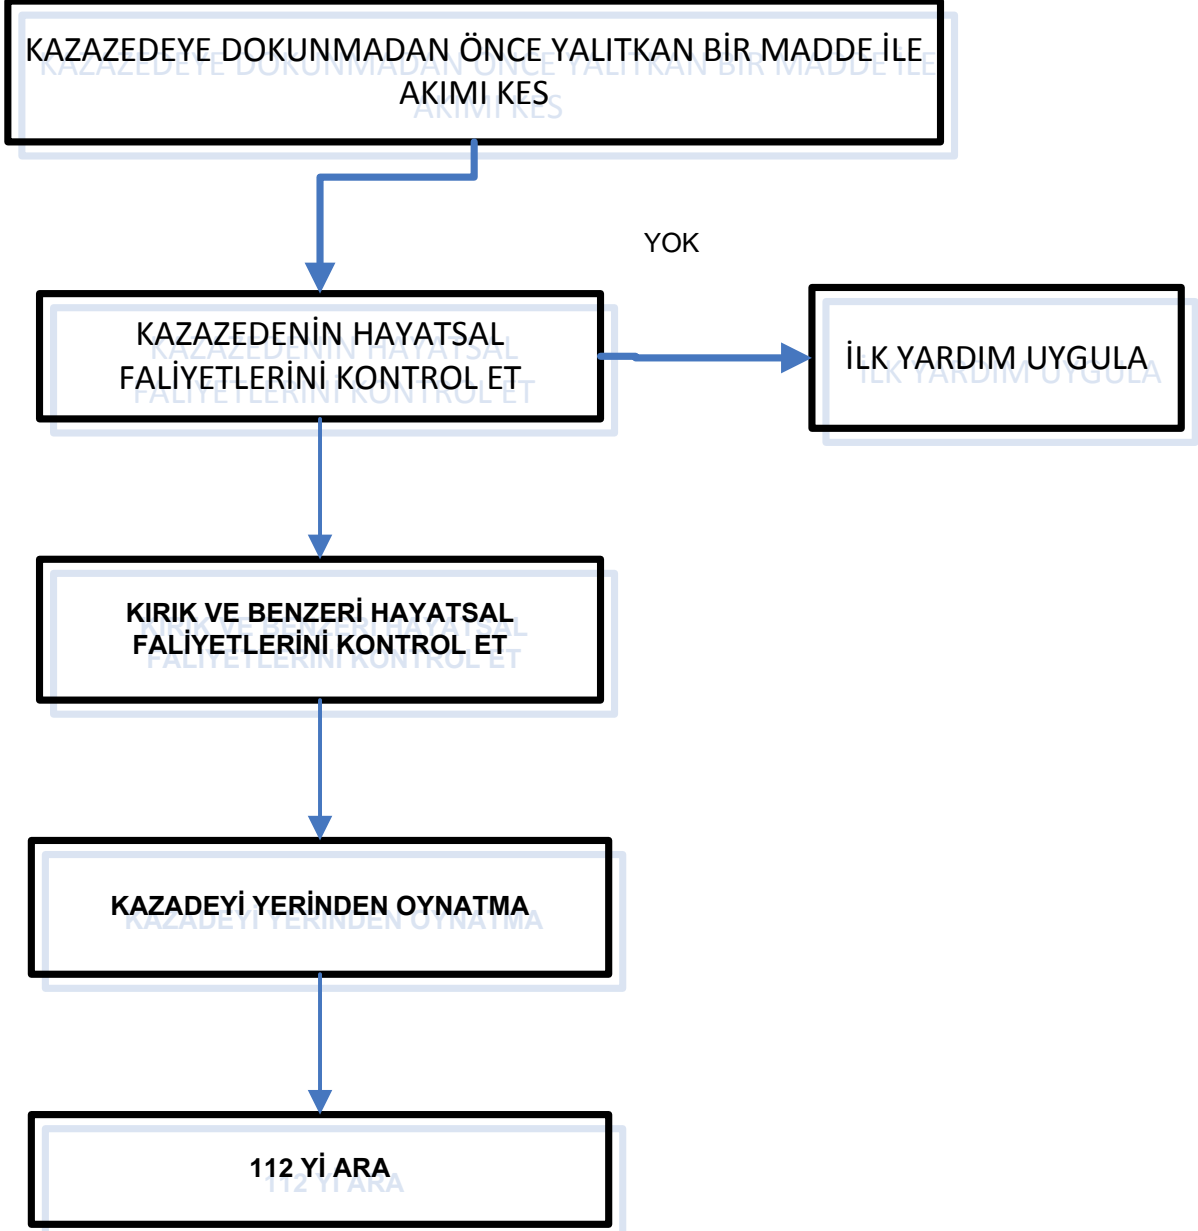 KAZAZEDEYE DOKUNMADAN ÖNCE YALITKAN BİR MADDE İLE
AKIMI KES
YOK
KAZAZEDENİN HAYATSAL
FALİYETLERİNİ KONTROL ET
İLK YARDIM UYGULA
KIRIK VE BENZERİ HAYATSAL
FALİYETLERİNİ KONTROL ET
KAZADEYİ YERİNDEN OYNATMA
112 Yİ ARA